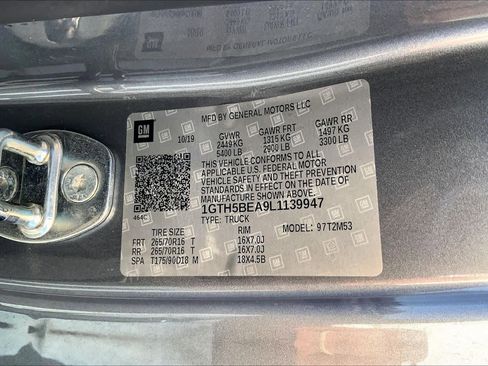 GM
MFD BY GENERAL MOTORS LLC
10/19
GVWR GAWR FRT GAWR RR
2449 KG 1315 KG 1497 KG
5400 LB 2900 LB 3300 LB
THIS VEHICLE CONFORMS TO ALL
APPLICABLE U.S. FEDERAL MOTOR
VEHICLE SAFETY AND THEFT PREVENTION
STANDARDS IN EFFECT ON THE DATE OF
MANUFACTURE SHOWN ABOVE.
1GTH5BEA9L1139947
464C
TYPE: TRUCK
MODEL: 97T2M53
TIRE SIZE RIM
FRT 265/70R16 T 16X7.0J
RR 265/70R16 T 16X7.0J
SPA T175/90D18 M 18X4.5B